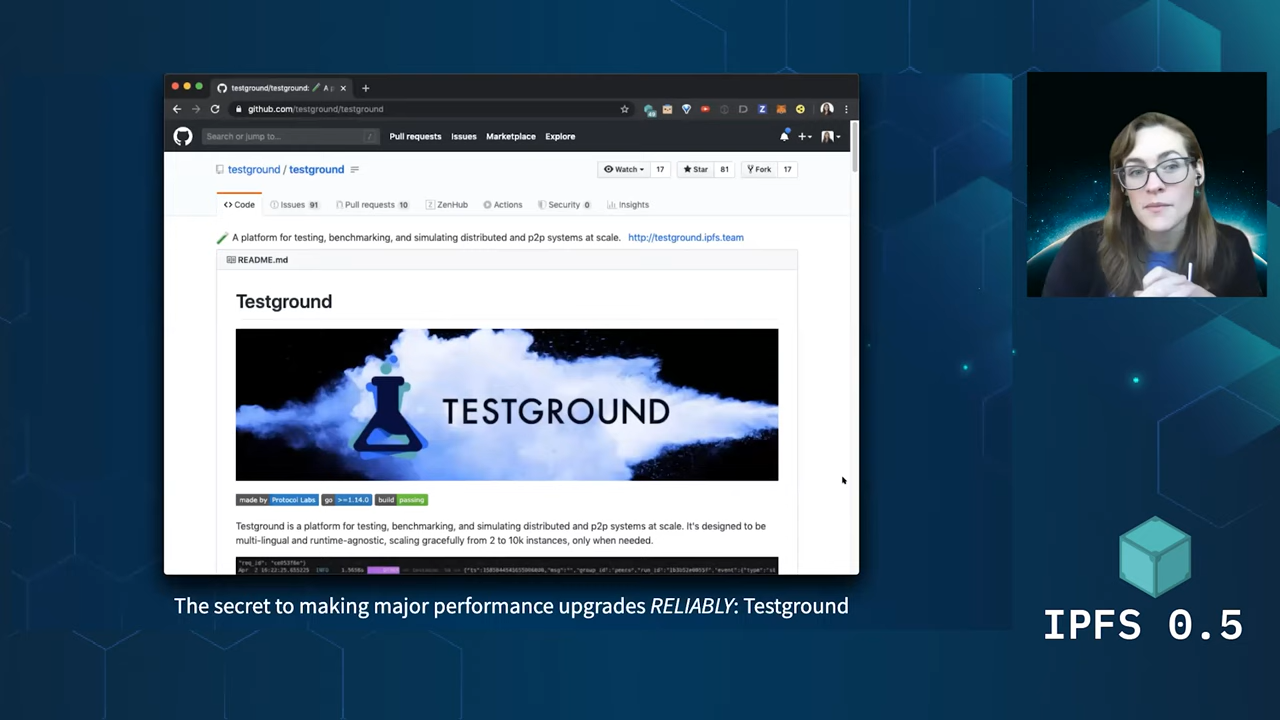 testground/testground: A p
github.com/testground/testground
Search or jump to...
/
Pull requests
Issues
Marketplace
Explore
testground / testground
Watch
17
Star
81
Fork
17
Code
Issues 91
Pull requests 10
ZenHub
Actions
Security 0
Insights
A platform for testing, benchmarking, and simulating distributed and p2p systems at scale. http://testground.ipfs.team
README.md
Testground
TESTGROUND
made by Protocol Labs
go >=1.14.0
build passing
Testground is a platform for testing, benchmarking, and simulating distributed and p2p systems at scale. It's designed to be
multi-lingual and runtime-agnostic, scaling gracefully from 2 to 10k instances, only when needed.
The secret to making major performance upgrades RELIABLY: Testground
IPFS 0.5